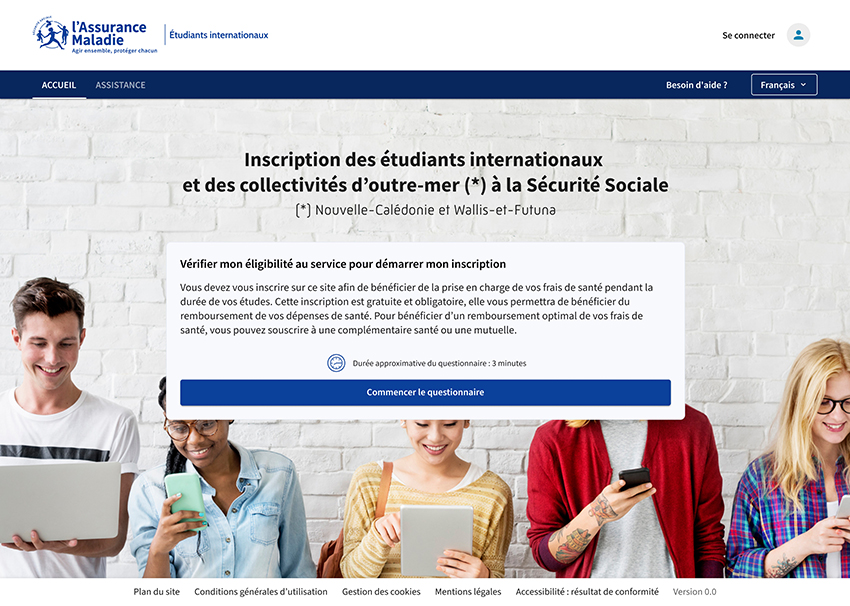 l'Assurance
Maladie
Agir ensemble, protéger chacun
Étudiants internationaux
Se connecter
ACCUEIL
ASSISTANCE
Besoin d'aide ?
Français
Inscription des étudiants internationaux
et des collectivités d’outre-mer (*) à la Sécurité Sociale
(*) Nouvelle-Calédonie et Wallis-et-Futuna
Vérifier mon éligibilité au service pour démarrer mon inscription
Vous devez vous inscrire sur ce site afin de bénéficier de la prise en charge de vos frais de santé pendant la
durée de vos études. Cette inscription est gratuite et obligatoire, elle vous permettra de bénéficier du
remboursement de vos dépenses de santé. Pour bénéficier d’un remboursement optimal de vos frais de
santé, vous pouvez souscrire à une complémentaire santé ou une mutuelle.
Durée approximative du questionnaire : 3 minutes
Commencer le questionnaire
Plan du site
Conditions générales d’utilisation
Gestion des cookies
Mentions légales
Accessibilité : résultat de conformité
Version 0.0